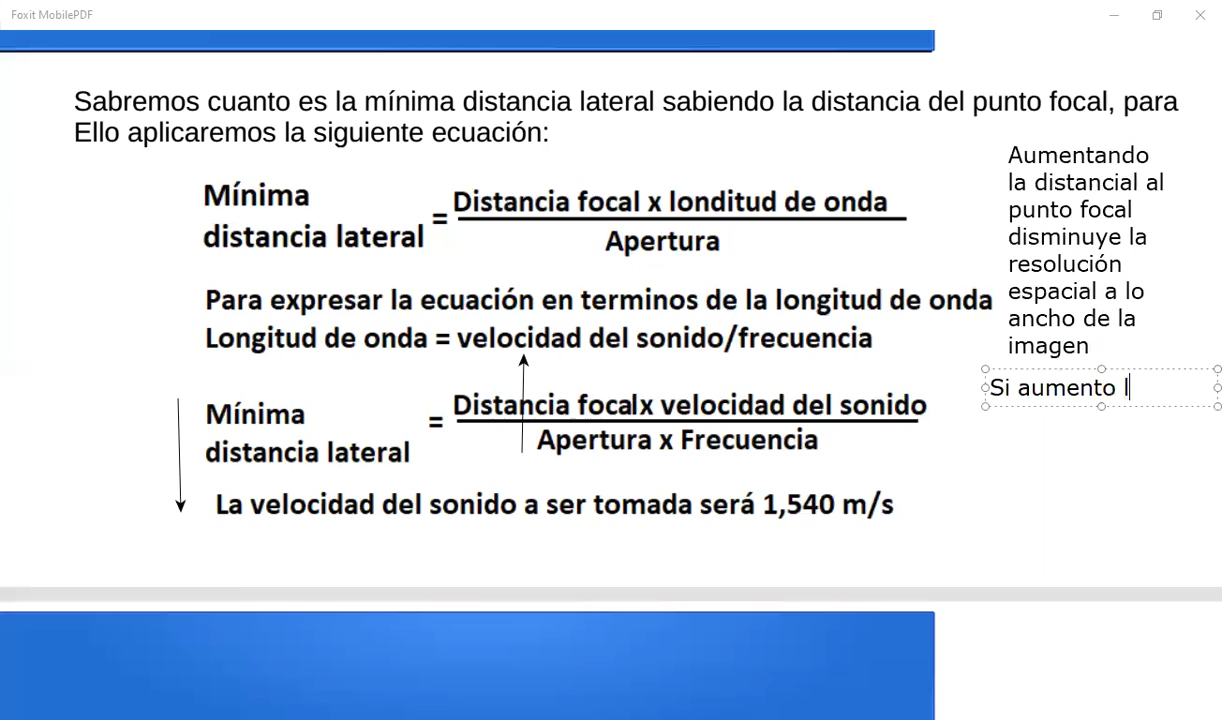 Foxit MobilePDF
Sabremos cuanto es la mínima distancia lateral sabiendo la distancia del punto focal, para
Ello aplicaremos la siguiente ecuación:
Mínima
distancia lateral
=
Distancia focal x londitud de onda
Apertura
Para expresar la ecuación en terminos de la longitud de onda
Longitud de onda = velocidad del sonido/frecuencia
Mínima
distancia lateral
=
Distancia focalx velocidad del sonido
Apertura x Frecuencia
La velocidad del sonido a ser tomada será 1,540 m/s
Aumentando
la distancial al
punto focal
disminuye la
resolución
espacial a lo
ancho de la
imagen
Si aumento l